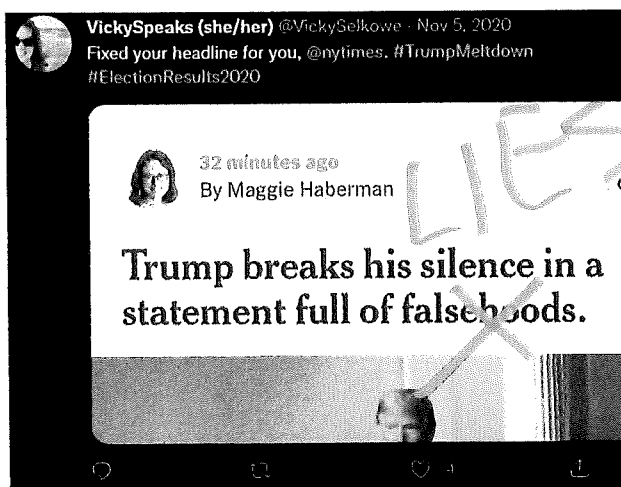 VickySpeaks (she/her) @VickySelkowe · Nov 5, 2020
Fixed your headline for you, @nytimes. #TrumpMeltdown
#ElectionResults2020
LIES
32 minutes ago
By Maggie Haberman
Trump breaks his silence in a
statement full of falsehoods.
4